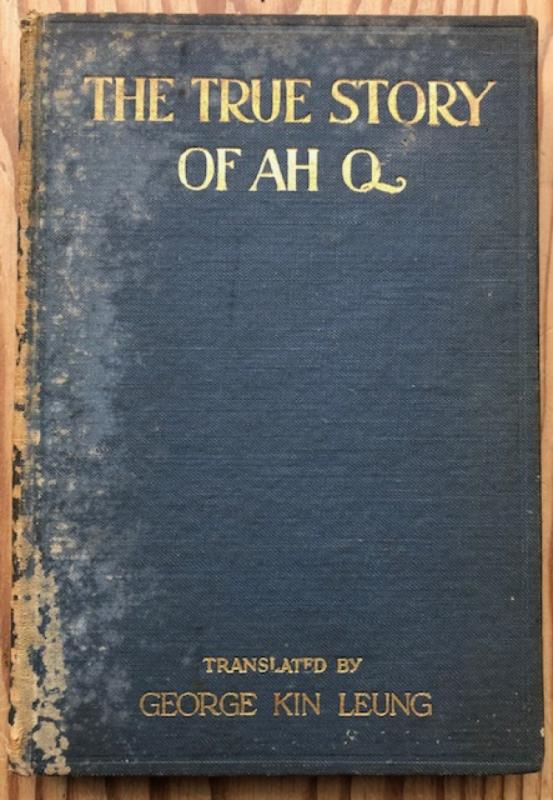 THE TRUE STORY
OF AH Q
TRANSLATED BY
GEORGE KIN LEUNG